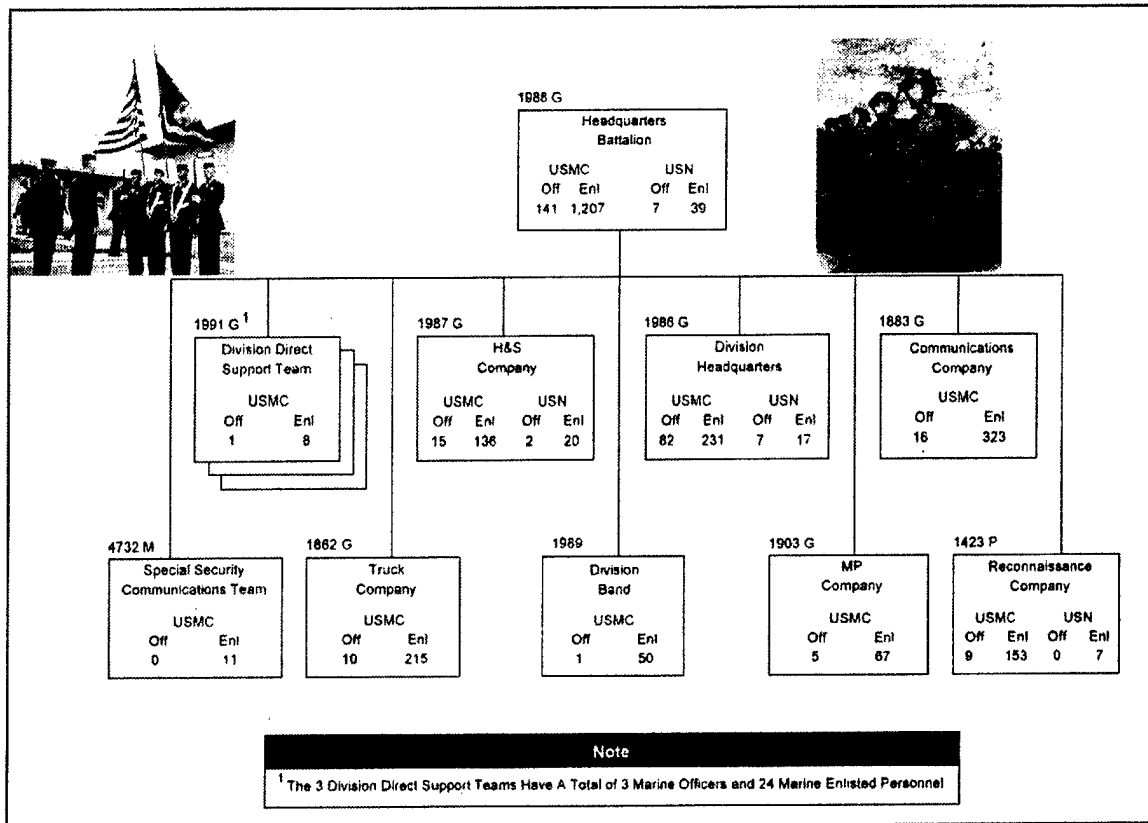 1988 G
Headquarters
Battalion
USMC USN
Off Enl Off Enl
141 1,207 7 39
1991 G 1
Division Direct
Support Team
USMC
Off Enl
1 8
1987 G
H&S
Company
USMC USN
Off Enl Off Enl
15 136 2 20
1986 G
Division
Headquarters
USMC USN
Off Enl Off Enl
82 231 7 17
1883 G
Communications
Company
USMC
Off Enl
16 323
4732 M
Special Security
Communications Team
USMC
Off Enl
0 11
1862 G
Truck
Company
USMC
Off Enl
10 215
1989
Division
Band
USMC
Off Enl
1 50
1903 G
MP
Company
USMC
Off Enl
5 67
1423 P
Reconnaissance
Company
USMC USN
Off Enl Off Enl
9 153 0 7
Note
1 The 3 Division Direct Support Teams Have A Total of 3 Marine Officers and 24 Marine Enlisted Personnel